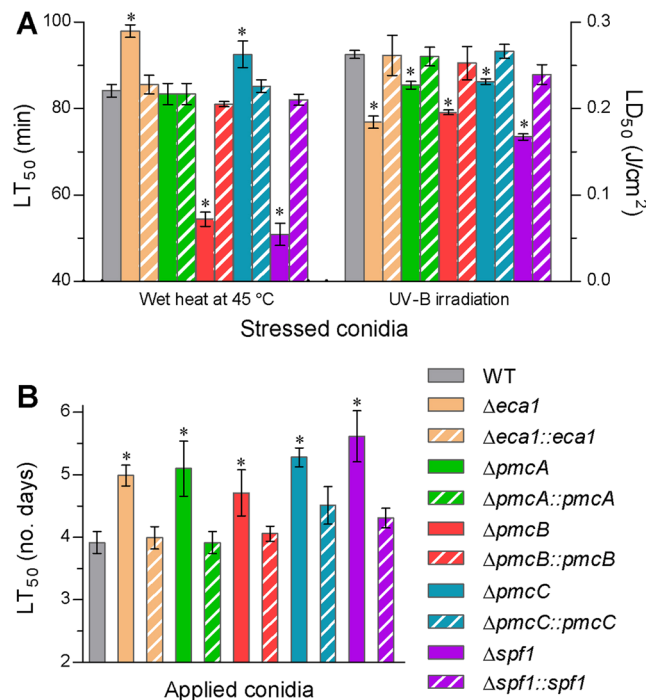 A
100
80
60
40
LT50 (min)
* * * *
* * * * *
0.3
0.2
0.1
0.0
LD50 (J/cm2)
Wet heat at 45 °C UV-B irradiation
Stressed conidia
B
6
5
4
3
2
LT50 (no. days)
* * * * *
Applied conidia
WT
Δeca1
Δeca1::eca1
ΔpmcA
ΔpmcA::pmcA
ΔpmcB
ΔpmcB::pmcB
ΔpmcC
ΔpmcC::pmcC
Δspf1
Δspf1::spf1